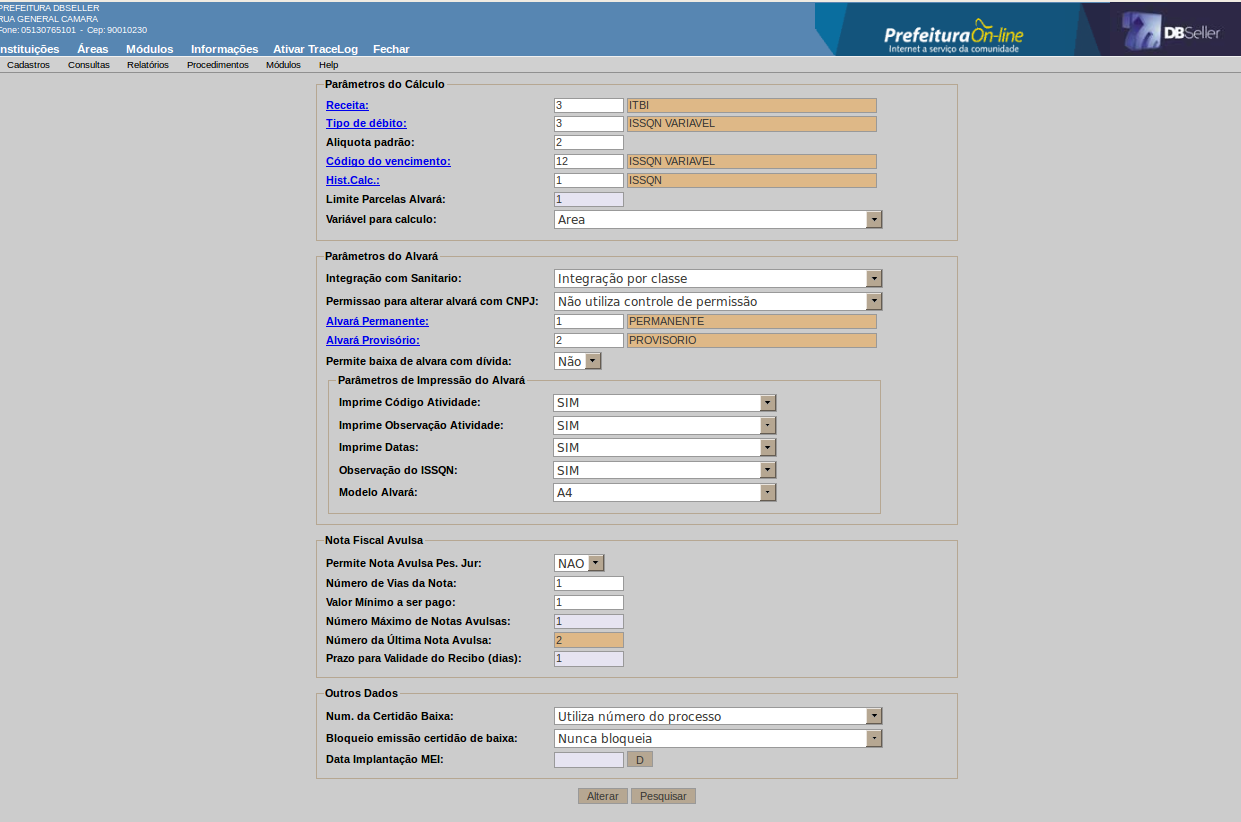 PREFEITURA DBSELLER
RUA GENERAL CAMARA
Fone: 05130765101 - Cep: 90010230
nstituições Áreas Módulos Informações Ativar TraceLog Fechar
PrefeituraOn-line
Internet a serviço da comunidade
DBSeller
Cadastros Consultas Relatórios Procedimentos Módulos Help
Parâmetros do Cálculo
Receita: 3 ITBI
Tipo de débito: 3 ISSQN VARIAVEL
Aliquota padrão: 2
Código do vencimento: 12 ISSQN VARIAVEL
Hist.Calc.: 1 ISSQN
Limite Parcelas Alvará: 1
Variável para calculo: Area
Parâmetros do Alvará
Integração com Sanitario: Integração por classe
Permissao para alterar alvará com CNPJ: Não utiliza controle de permissão
Alvará Permanente: 1 PERMANENTE
Alvará Provisório: 2 PROVISORIO
Permite baixa de alvara com dívida: Não
Parâmetros de Impressão do Alvará
Imprime Código Atividade: SIM
Imprime Observação Atividade: SIM
Imprime Datas: SIM
Observação do ISSQN: SIM
Modelo Alvará: A4
Nota Fiscal Avulsa
Permite Nota Avulsa Pes. Jur: NAO
Número de Vias da Nota: 1
Valor Mínimo a ser pago: 1
Número Máximo de Notas Avulsas: 1
Número da Última Nota Avulsa: 2
Prazo para Validade do Recibo (dias): 1
Outros Dados
Num. da Certidão Baixa: Utiliza número do processo
Bloqueio emissão certidão de baixa: Nunca bloqueia
Data Implantação MEI: D
Alterar Pesquisar